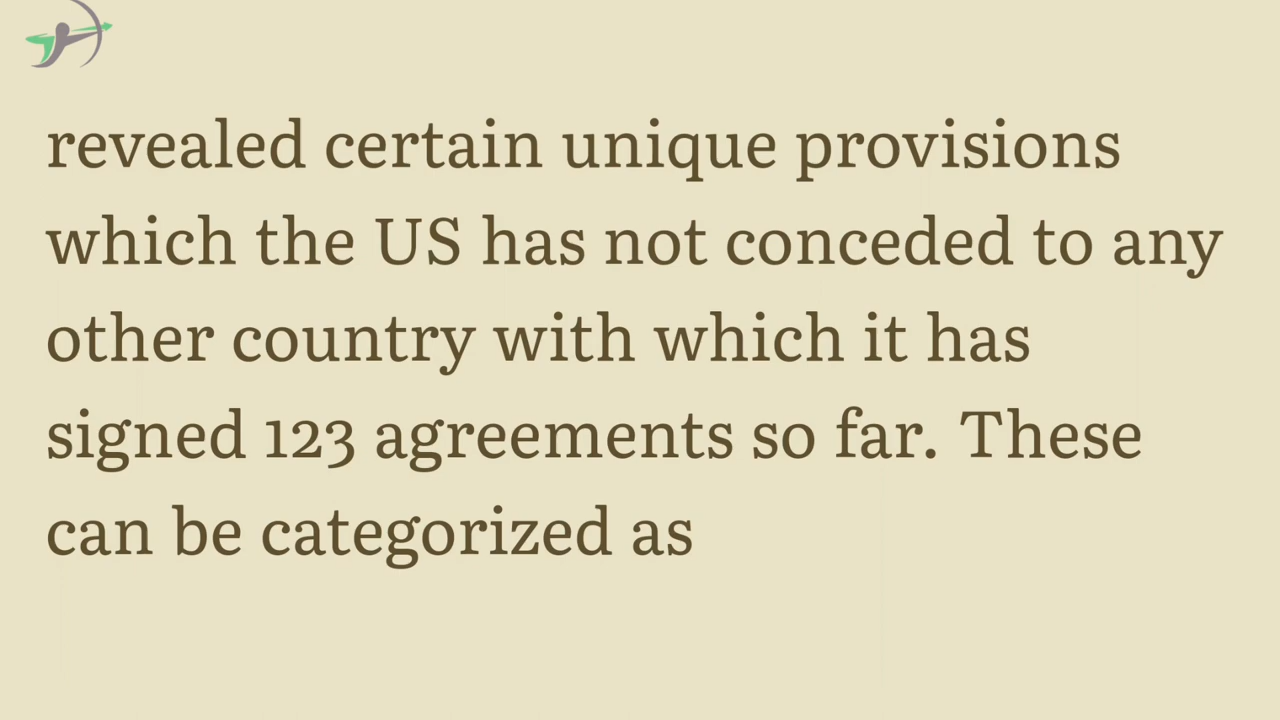 revealed certain unique provisions
which the US has not conceded to any
other country with which it has
signed 123 agreements so far. These
can be categorized as